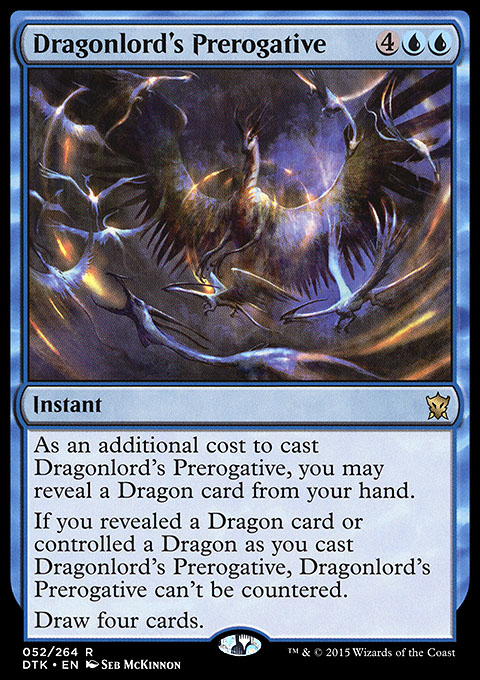 Dragonlord's Prerogative 4
Instant
As an additional cost to cast
Dragonlord's Prerogative, you may
reveal a Dragon card from your hand.
If you revealed a Dragon card or
controlled a Dragon as you cast
Dragonlord's Prerogative, Dragonlord's
Prerogative can't be countered.
Draw four cards.
052/264 R
DTK • EN Seb McKinnon
™ & © 2015 Wizards of the Coast